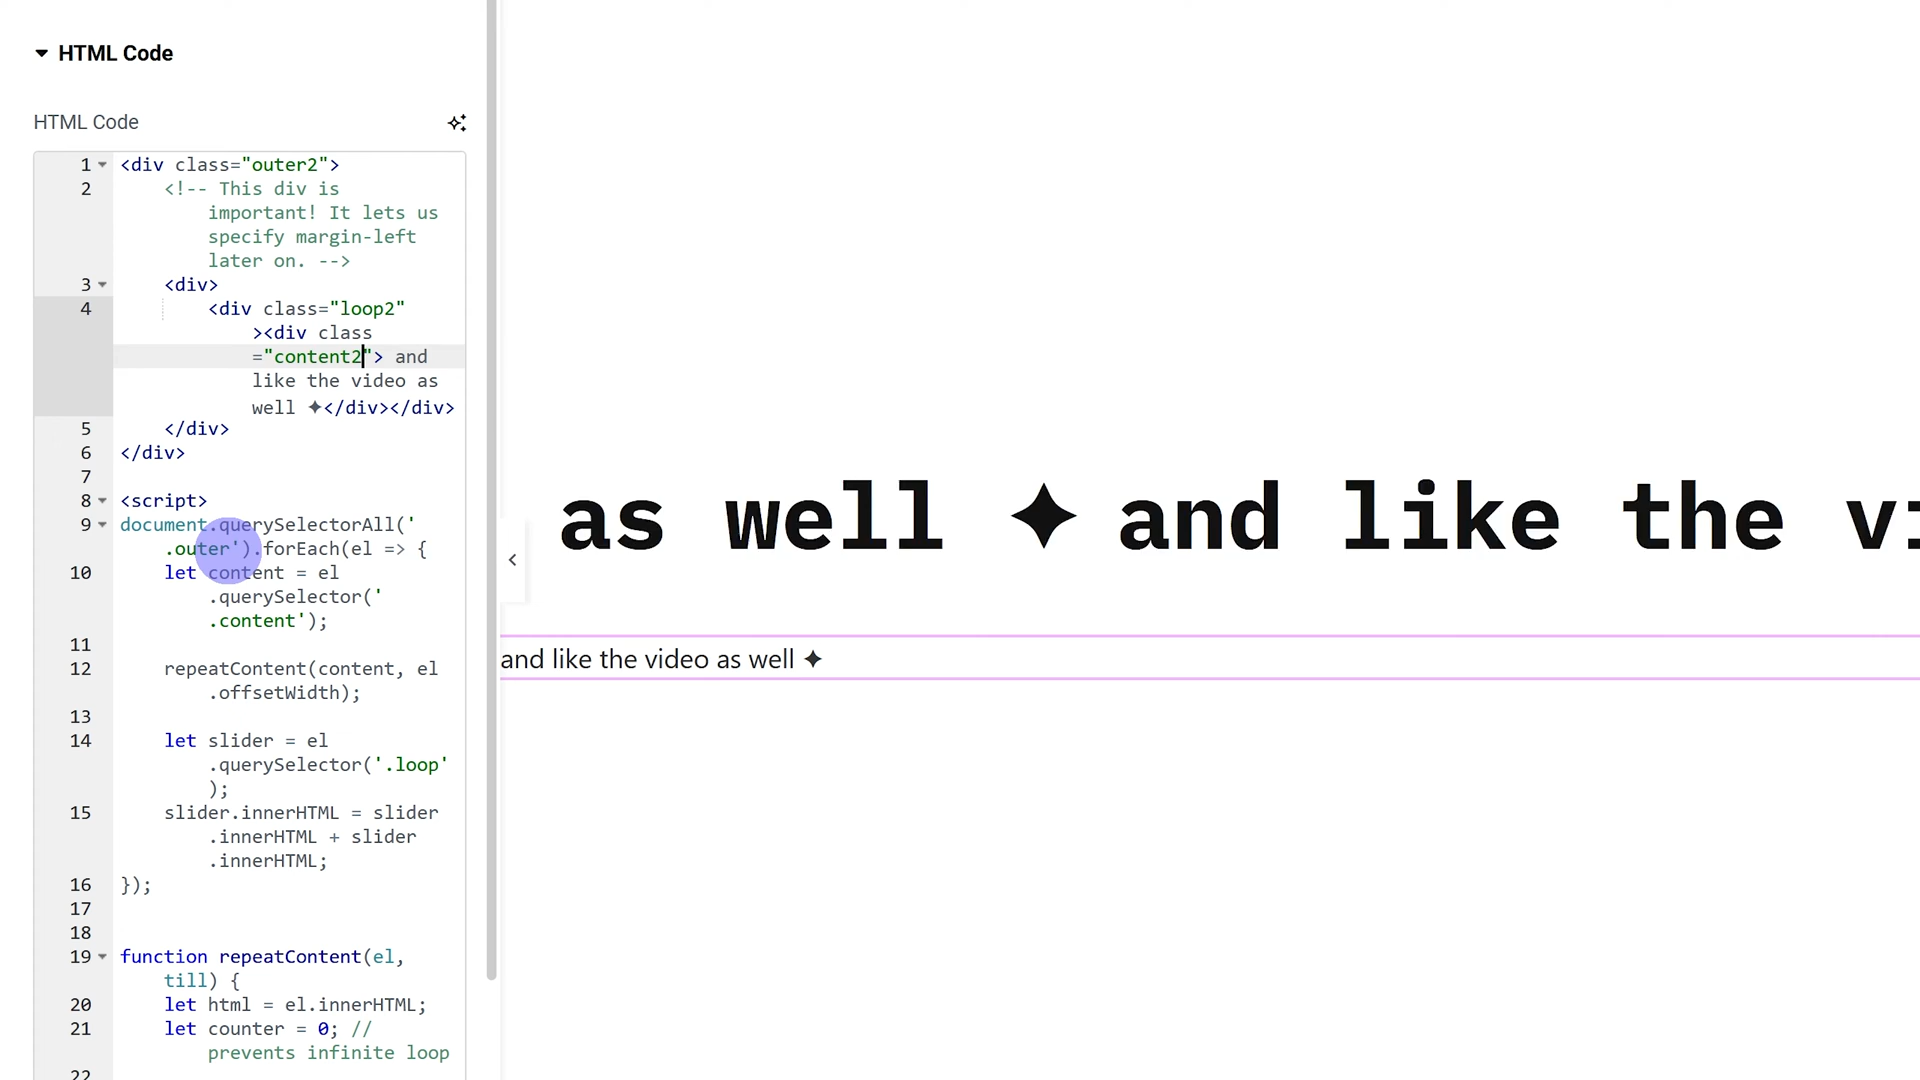 HTML Code
HTML Code
1 <div class="outer2">
2 <!-- This div is
important! It lets us
specify margin-left
later on. -->
3 <div>
4 <div class="loop2"
><div class
="content2"> and
like the video as
well ✦</div></div>
5 </div>
6 </div>
7
8 <script>
9 document.querySelectorAll('
.outer').forEach(el => {
10 let content = el
.querySelector('
.content');
11
12 repeatContent(content, el
.offsetWidth);
13
14 let slider = el
.querySelector('.loop'
);
15 slider.innerHTML = slider
.innerHTML + slider
.innerHTML;
16 });
17
18
19 function repeatContent(el,
till) {
20 let html = el.innerHTML;
21 let counter = 0; //
prevents infinite loop
22
as well ✦ and like the vi
and like the video as well ✦